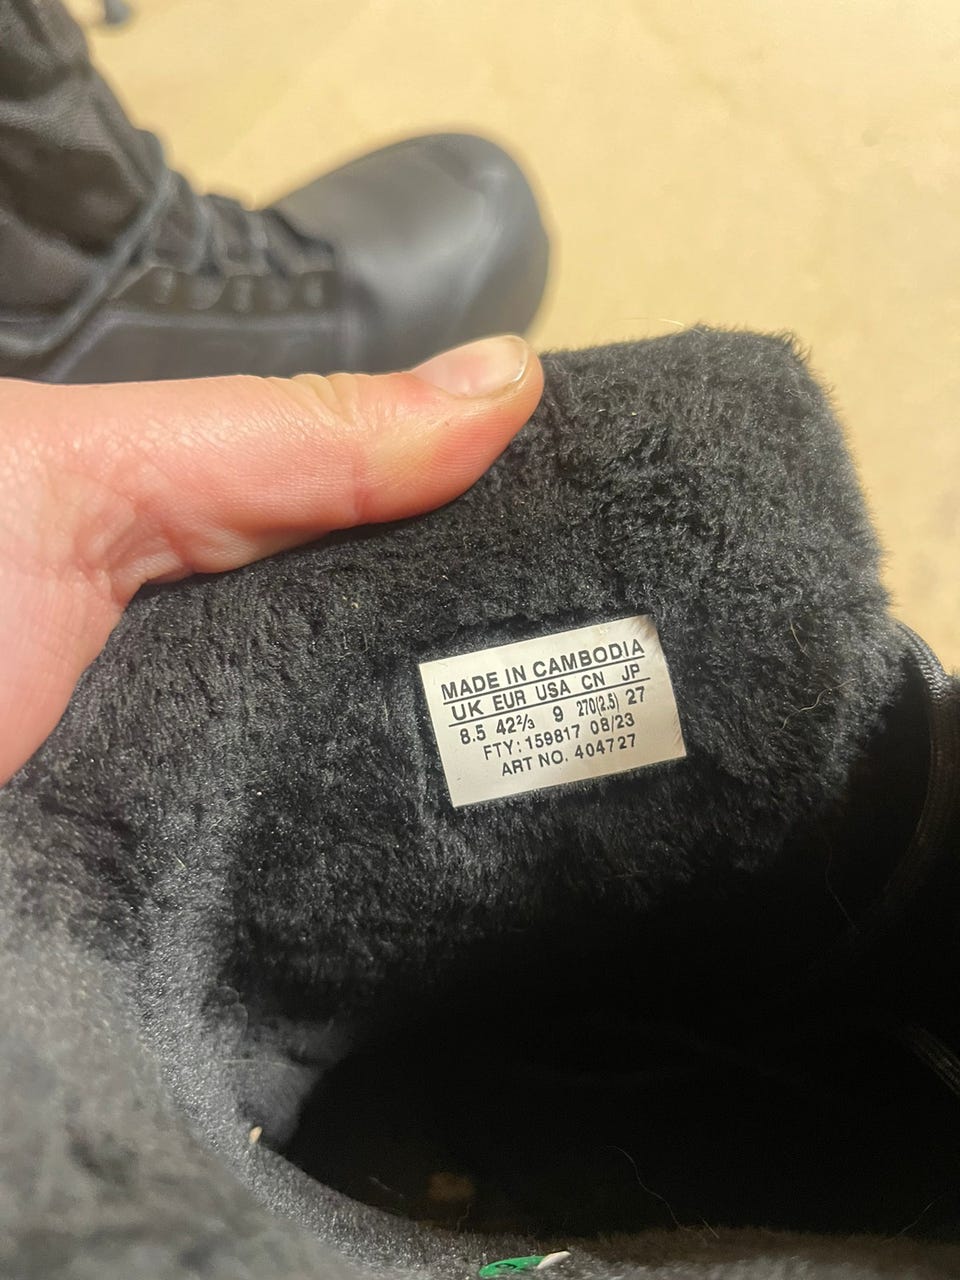 MADE IN CAMBODIA
UK EUR USA CN JP
8.5 42⅔ 9 270(2.5) 27
FTY: 159817 08/23
ART NO. 404727